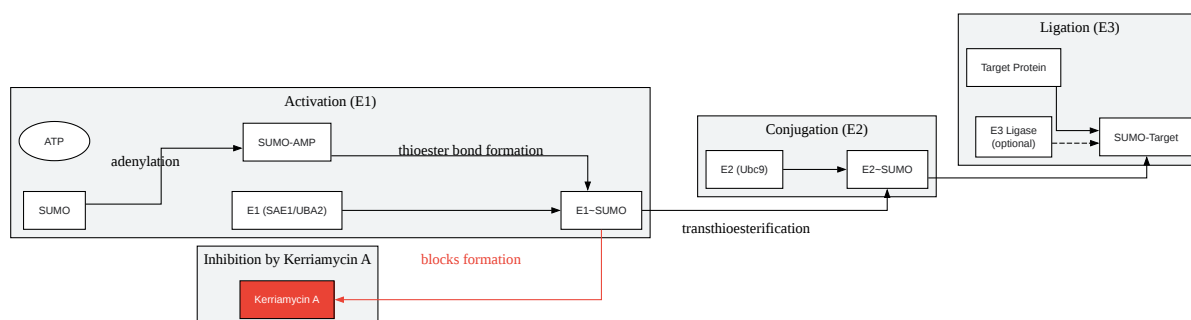 Ligation (E3)
Target Protein
E3 Ligase
(optional)
SUMO-Target
Activation (E1)
ATP
SUMO-AMP
adenylation
thioester bond formation
SUMO
E1 (SAE1/UBA2)
E1~SUMO
Conjugation (E2)
E2 (Ubc9)
E2~SUMO
transthioesterification
Inhibition by Kerriamycin A
blocks formation
Kerriamycin A